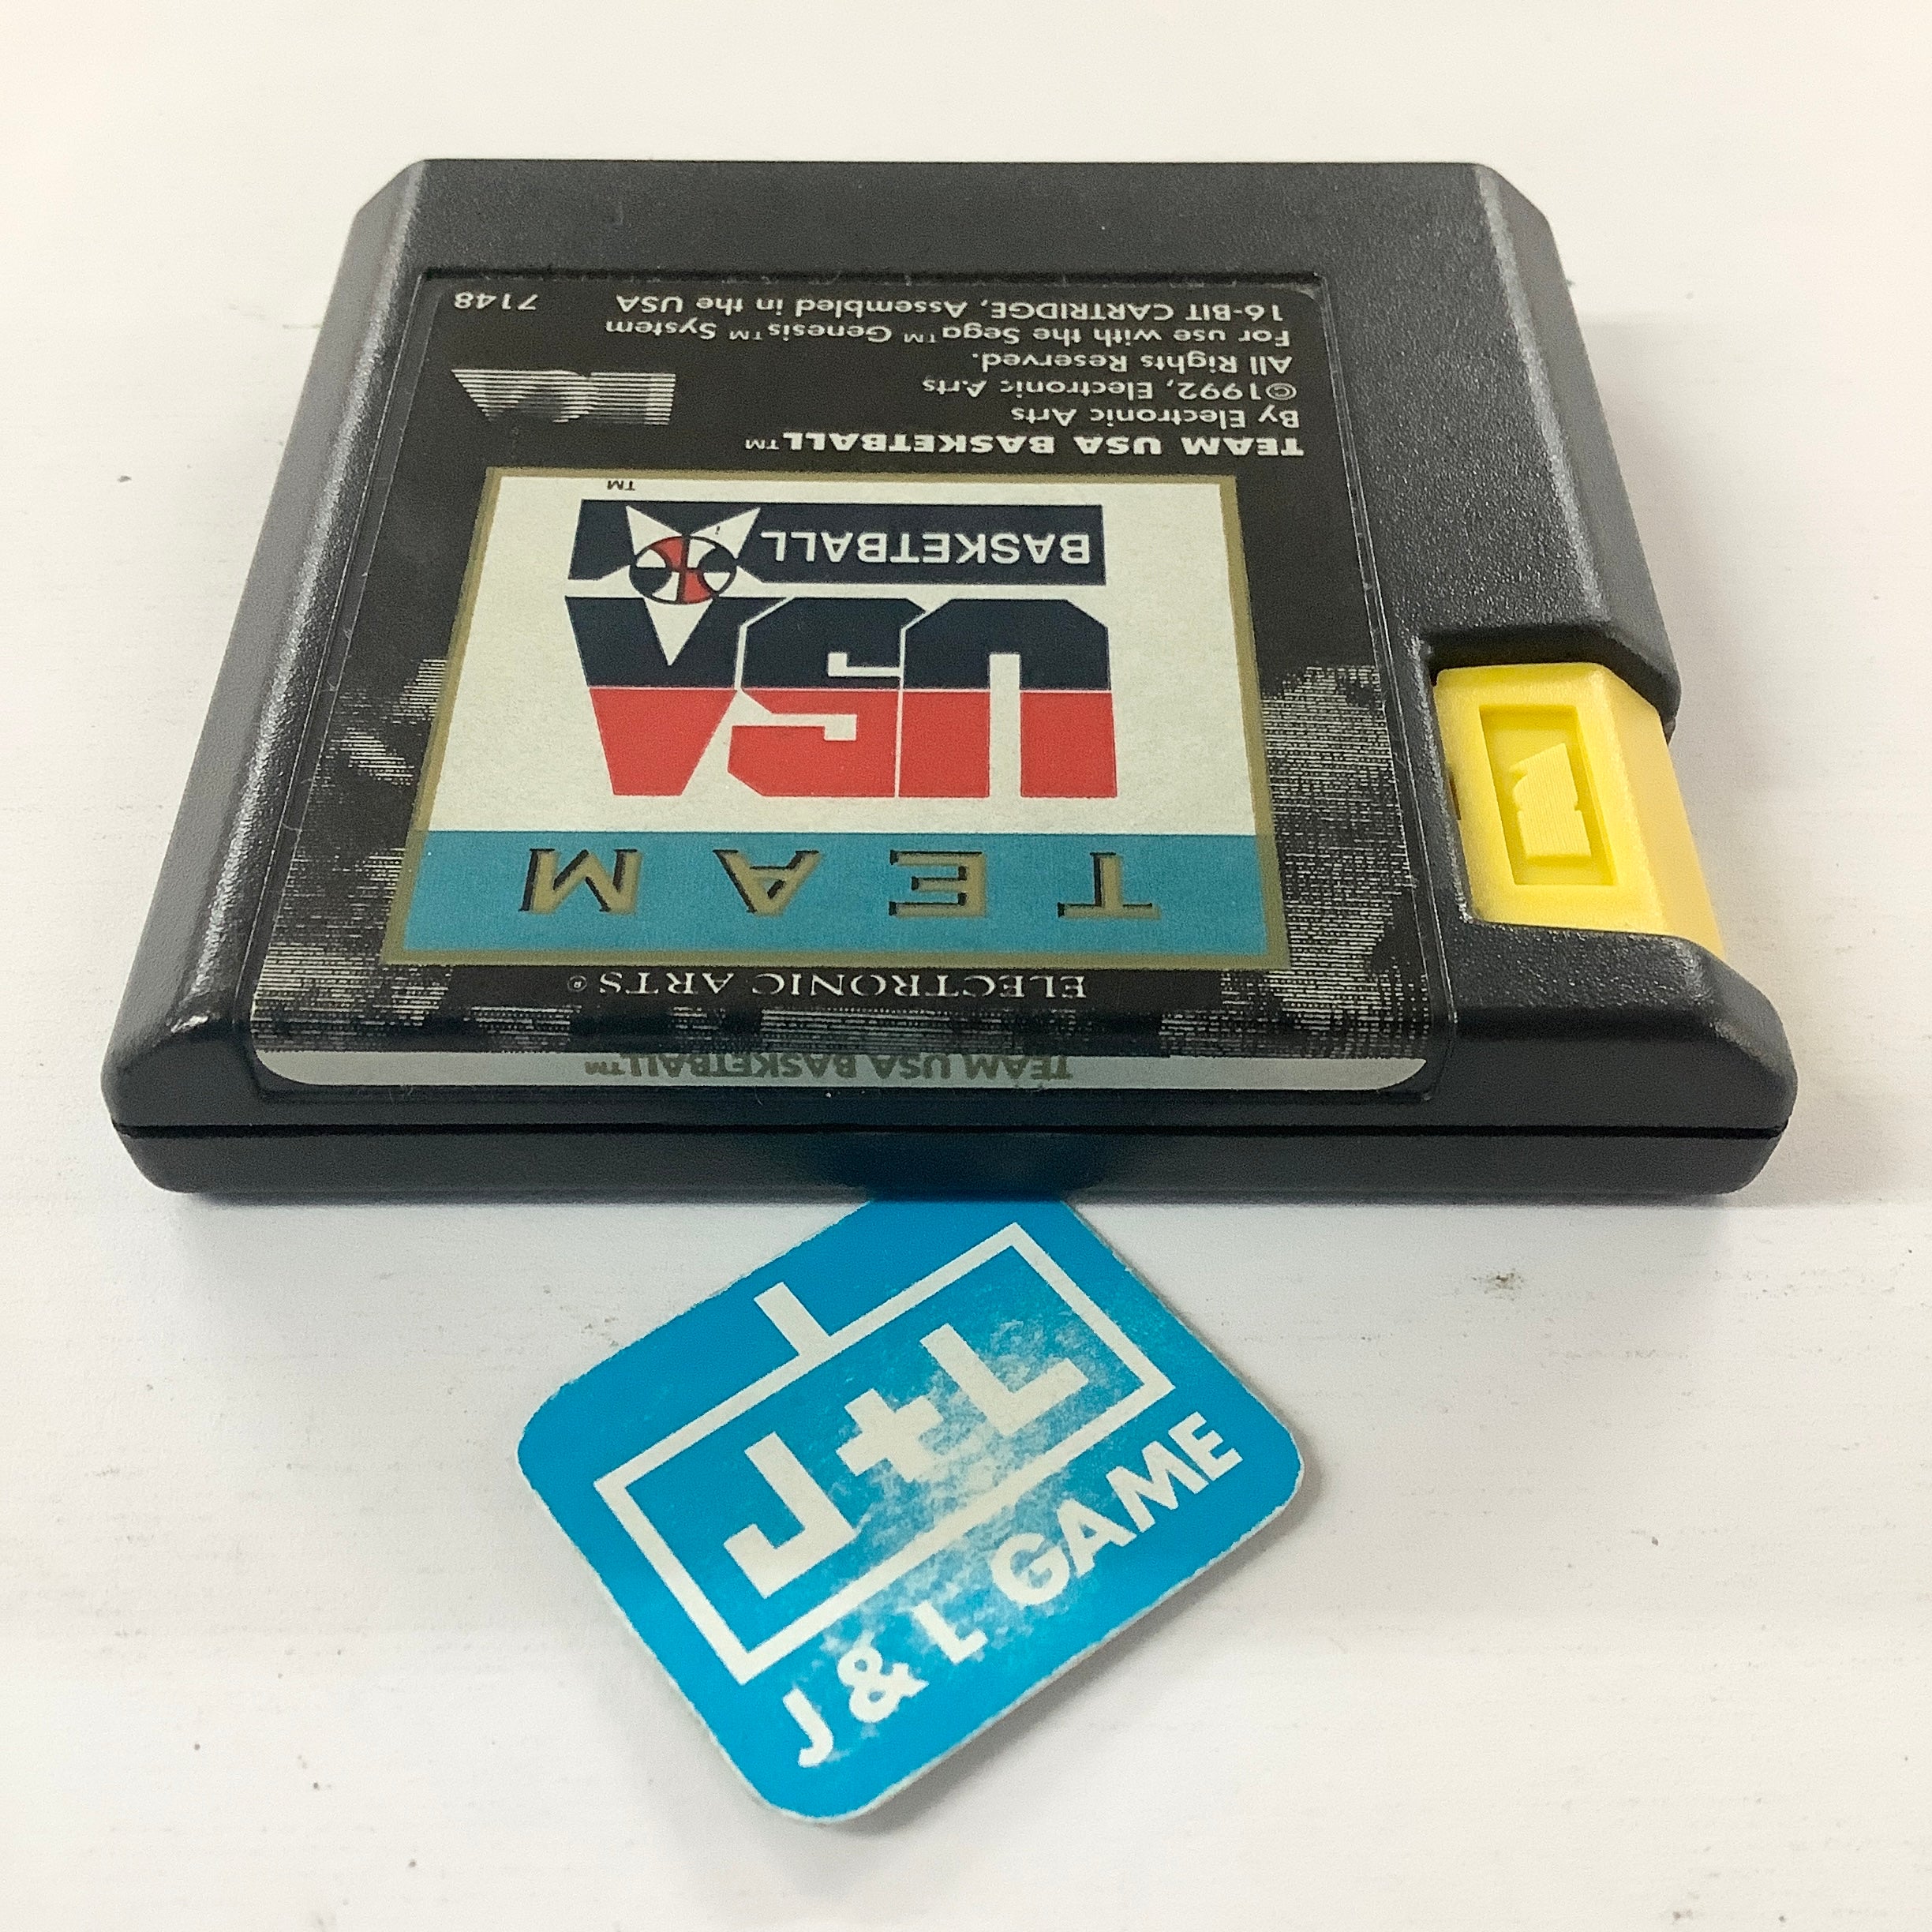 TEAM USA BASKETBALL™
ELECTRONIC ARTS®
TEAM
USA
BASKETBALL
TM
TEAM USA BASKETBALL™
By Electronic Arts
©1992, Electronic Arts
All Rights Reserved.
For use with the Sega™ Genesis™ System
16-BIT CARTRIDGE, Assembled in the USA
7148
EA
J+L
J & L GAME